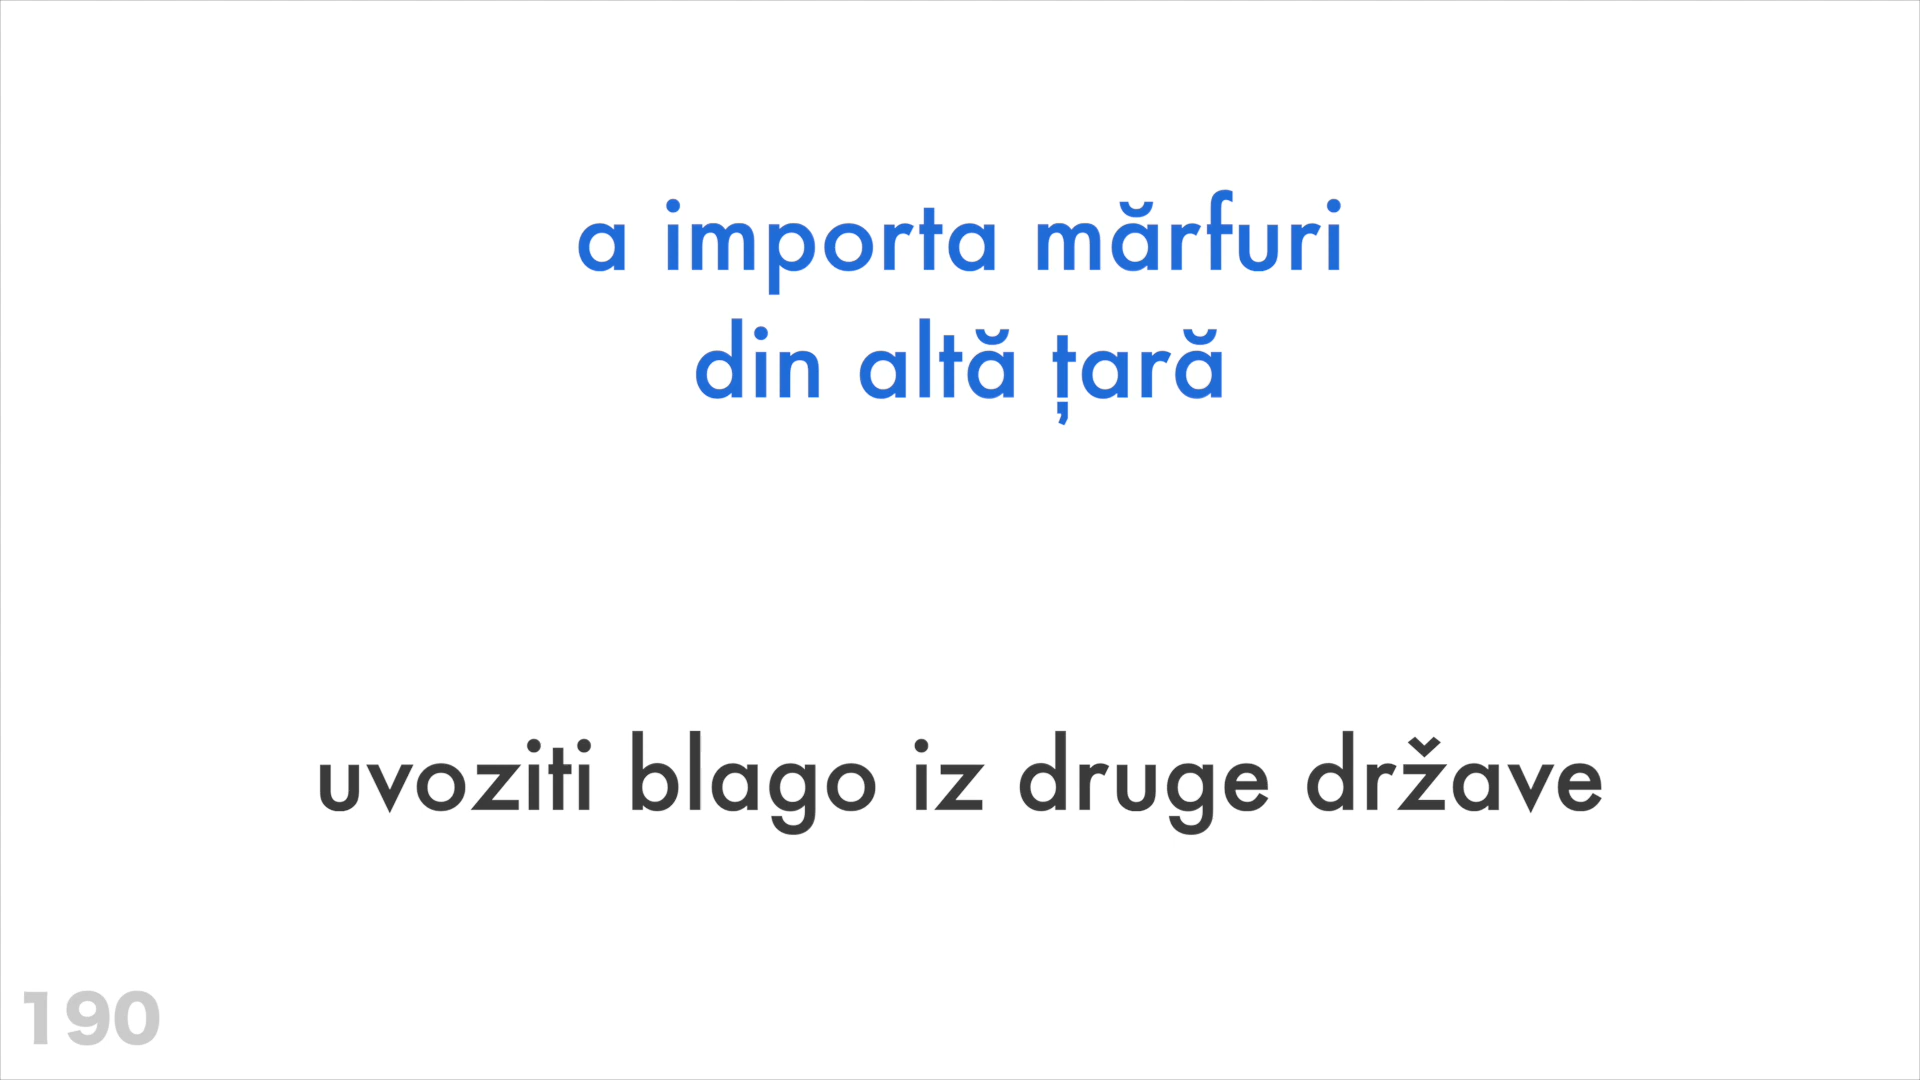 a importa mărfuri
din altă țară
uvoziti blago iz druge države
190